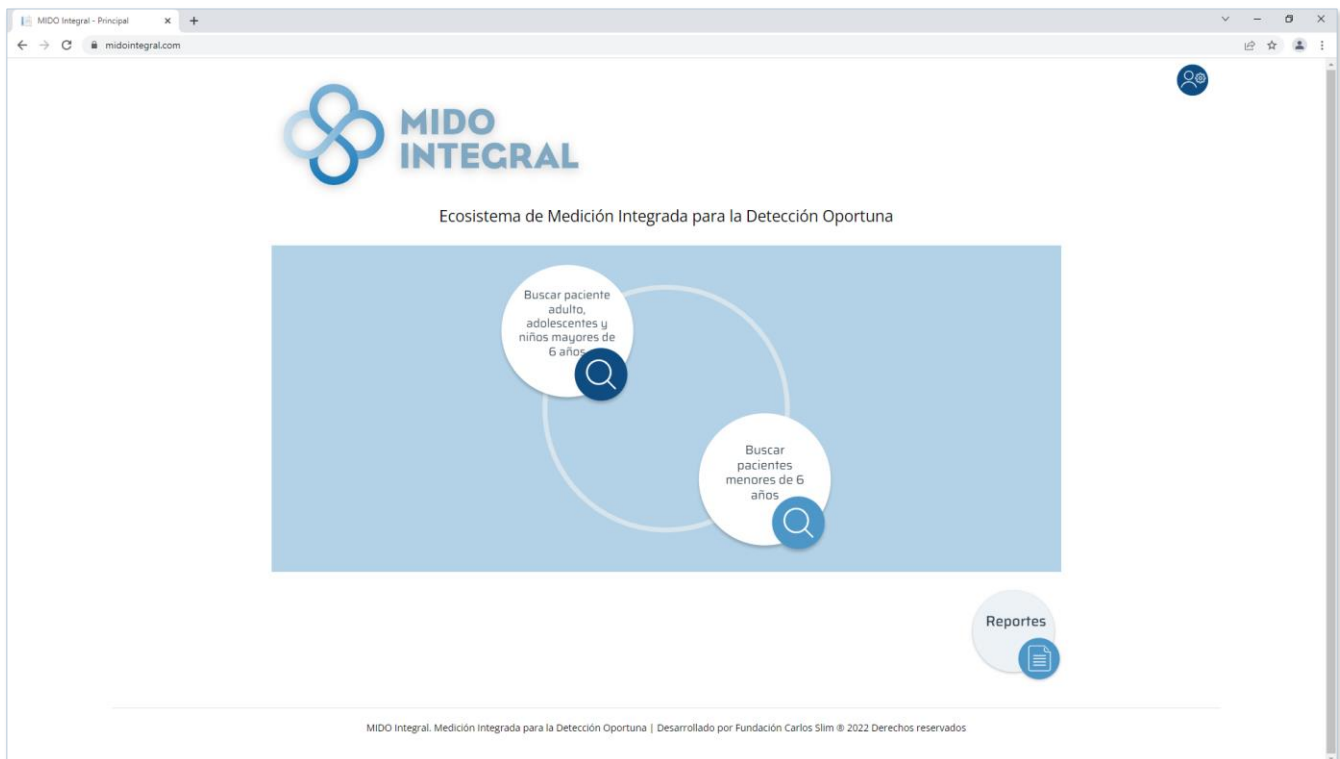 MIDO Integral - Principal
midointegral.com
MIDO
INTEGRAL
Ecosistema de Medición Integrada para la Detección Oportuna
Buscar paciente
adulto,
adolescentes y
niños mayores de
6 años
Buscar
pacientes
menores de 6
años
Reportes
MIDO Integral. Medición Integrada para la Detección Oportuna | Desarrollado por Fundación Carlos Slim ® 2022 Derechos reservados